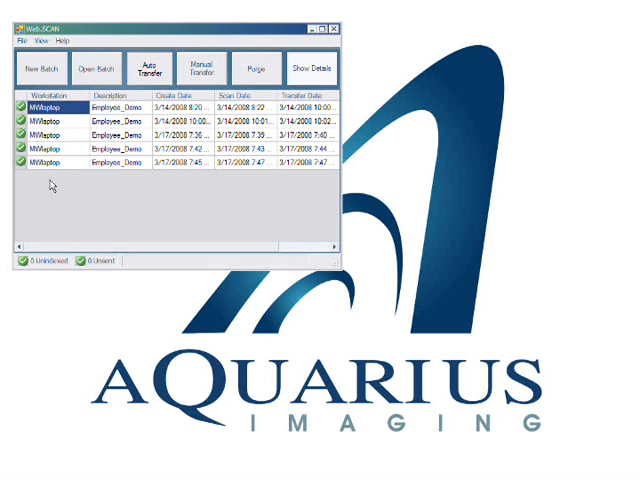 Web.SCAN
File View Help
New Batch Open Batch Auto Transfer Manual Transfer Purge Show Details
Workstation Description Create Date Scan Date Transfer Date
MWlaptop Employee_Demo 3/14/2008 8:20 ... 3/14/2008 8:22 ... 3/14/2008 10:00...
MWlaptop Employee_Demo 3/14/2008 10:00... 3/14/2008 10:01... 3/14/2008 10:02...
MWlaptop Employee_Demo 3/17/2008 7:36 ... 3/17/2008 7:39 ... 3/17/2008 7:40 ...
MWlaptop Employee_Demo 3/17/2008 7:42 ... 3/17/2008 7:43 ... 3/17/2008 7:44 ...
MWlaptop Employee_Demo 3/17/2008 7:45 ... 3/17/2008 7:47 ... 3/17/2008 7:47 ...
0 Unindexed 0 Unsent
AQUARIUS
IMAGING